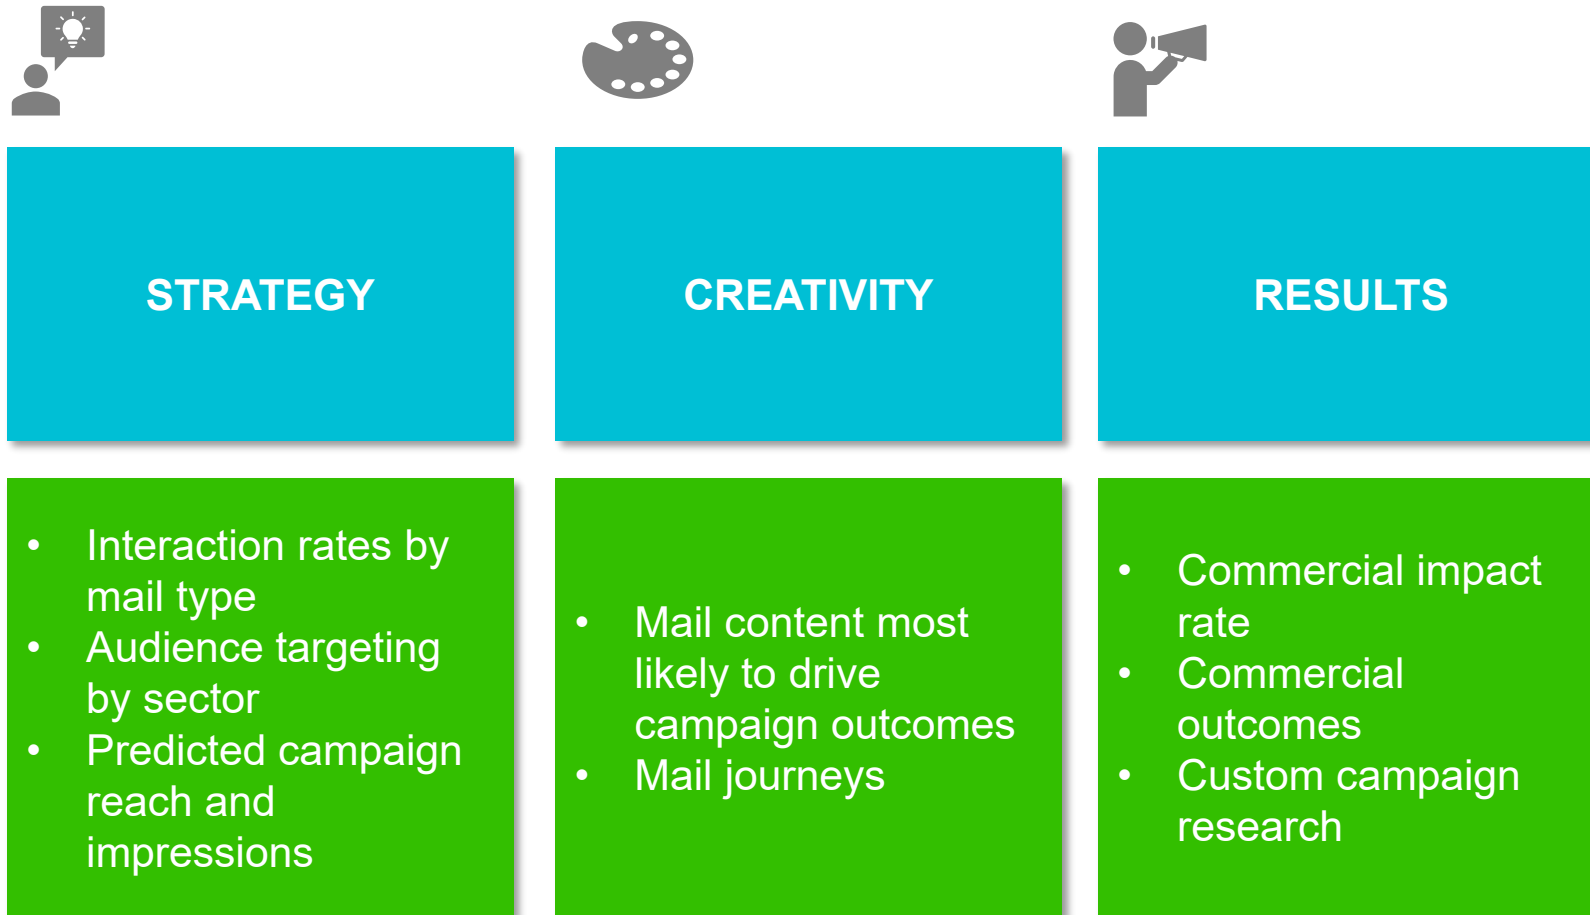 STRATEGY
CREATIVITY
RESULTS
• Interaction rates by
mail type
• Audience targeting
by sector
• Predicted campaign
reach and
impressions
• Mail content most
likely to drive
campaign outcomes
• Mail journeys
• Commercial impact
rate
• Commercial
outcomes
• Custom campaign
research